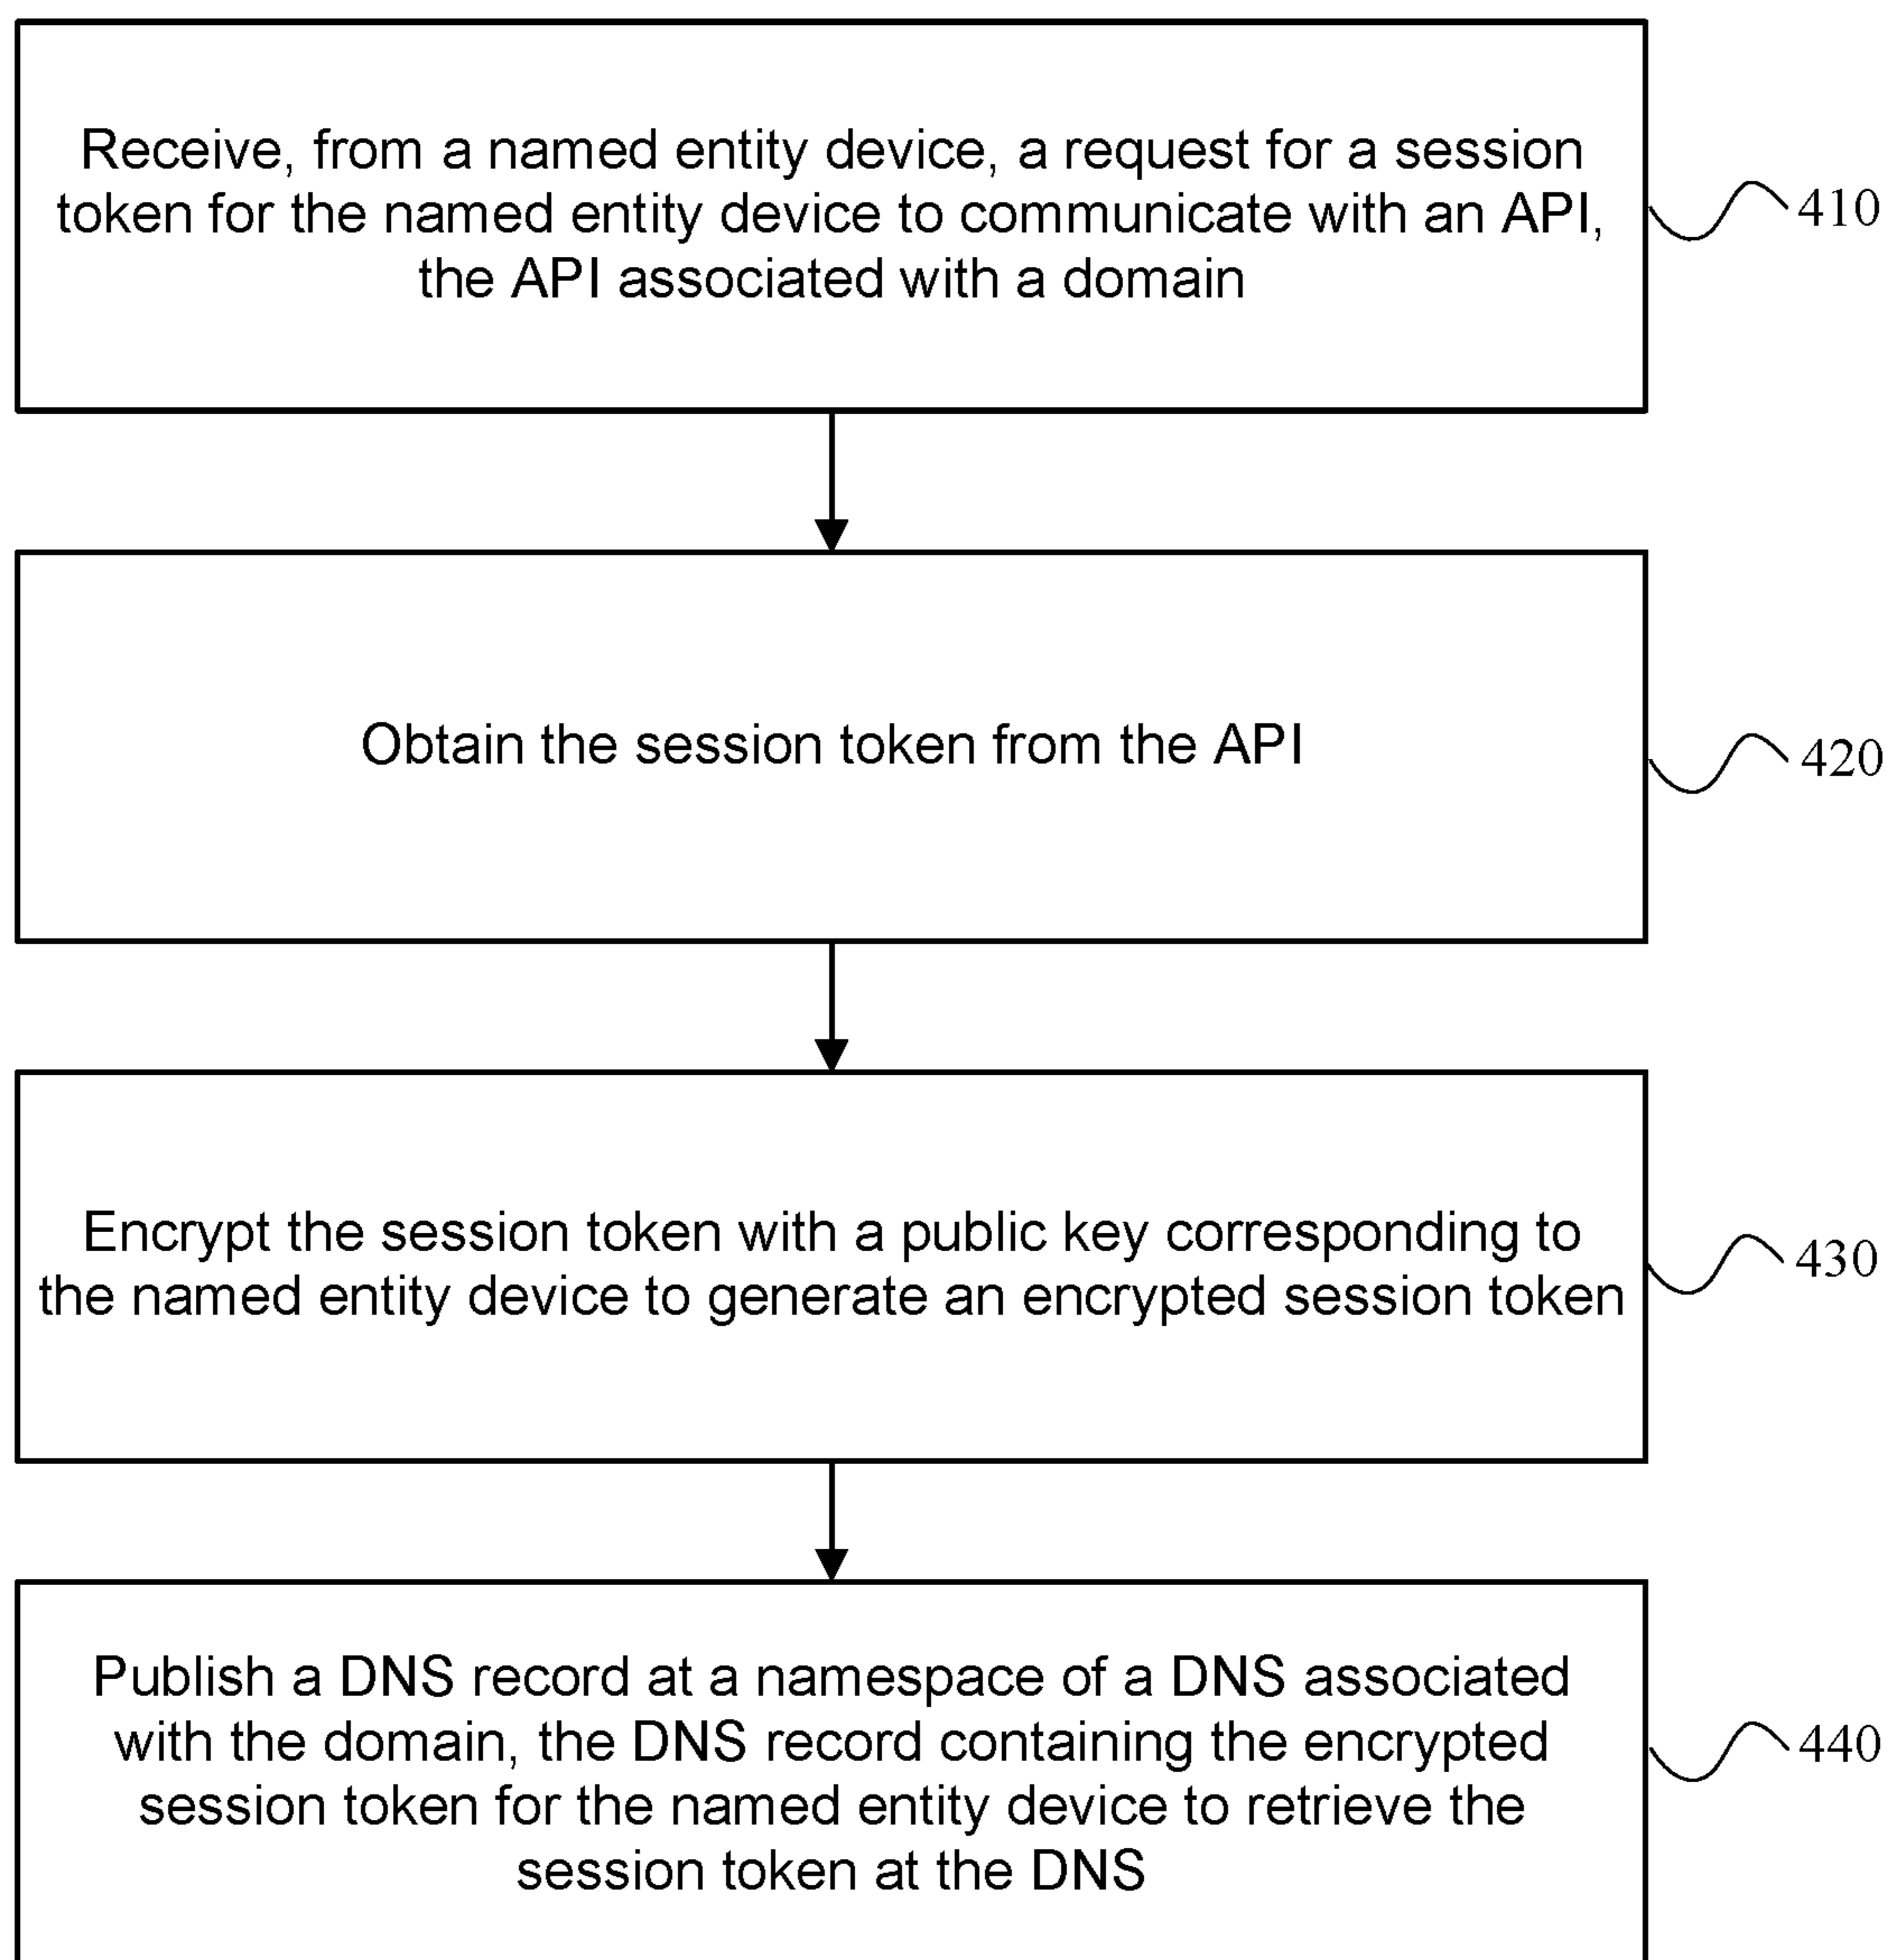 Receive, from a named entity device, a request for a session
token for the named entity device to communicate with an API,
the API associated with a domain
410
Obtain the session token from the API
420
Encrypt the session token with a public key corresponding to
the named entity device to generate an encrypted session token
430
Publish a DNS record at a namespace of a DNS associated
with the domain, the DNS record containing the encrypted
session token for the named entity device to retrieve the
session token at the DNS
440